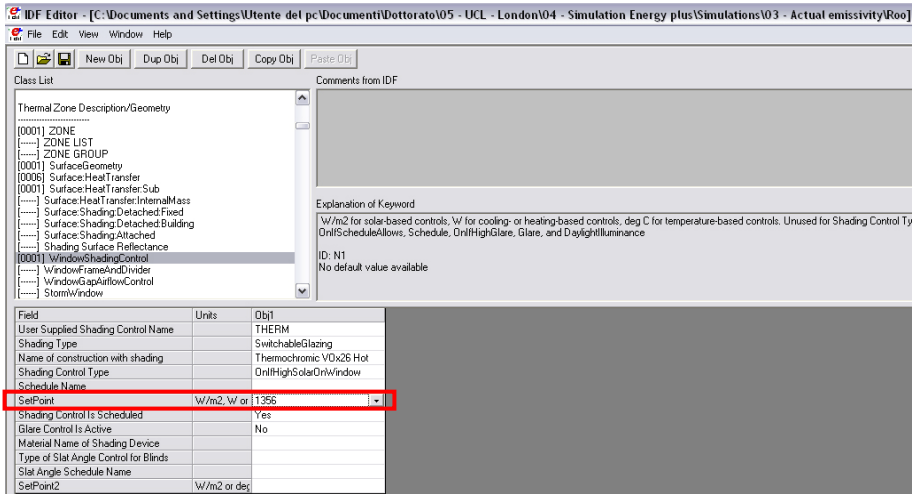 IDF Editor - [C:\Documents and Settings\Utente del pc\Documenti\Dottorato\05 - UCL - London\04 - Simulation Energy plus\Simulations\03 - Actual emissivity\Roo]
File Edit View Window Help
New Obj Dup Obj Del Obj Copy Obj Paste Obj
Class List Comments from IDF
Thermal Zone Description/Geometry
-------------------------
[0001] ZONE
[------] ZONE LIST
[------] ZONE GROUP
[0001] SurfaceGeometry
[0006] Surface:HeatTransfer
[0001] Surface:HeatTransfer:Sub
[------] Surface:HeatTransfer:InternalMass
[------] Surface:Shading:Detached:Fixed
[------] Surface:Shading:Detached:Building
[------] Surface:Shading:Attached
[------] Shading Surface Reflectance
[0001] WindowShadingControl
[------] WindowFrameAndDivider
[------] WindowGapAirflowControl
[------] StormWindow
Explanation of Keyword
W/m2 for solar-based controls, W for cooling- or heating-based controls, deg C for temperature-based controls. Unused for Shading Control Ty
OnIfScheduleAllows, Schedule, OnIfHighGlare, Glare, and DaylightIlluminance
ID: N1
No default value available
Field Units Obj1
User Supplied Shading Control Name THERM
Shading Type SwitchableGlazing
Name of construction with shading Thermochromic VOx26 Hot
Shading Control Type OnIfHighSolarOnWindow
Schedule Name
SetPoint W/m2, W or 1356
Shading Control Is Scheduled Yes
Glare Control Is Active No
Material Name of Shading Device
Type of Slat Angle Control for Blinds
Slat Angle Schedule Name
SetPoint2 W/m2 or deg